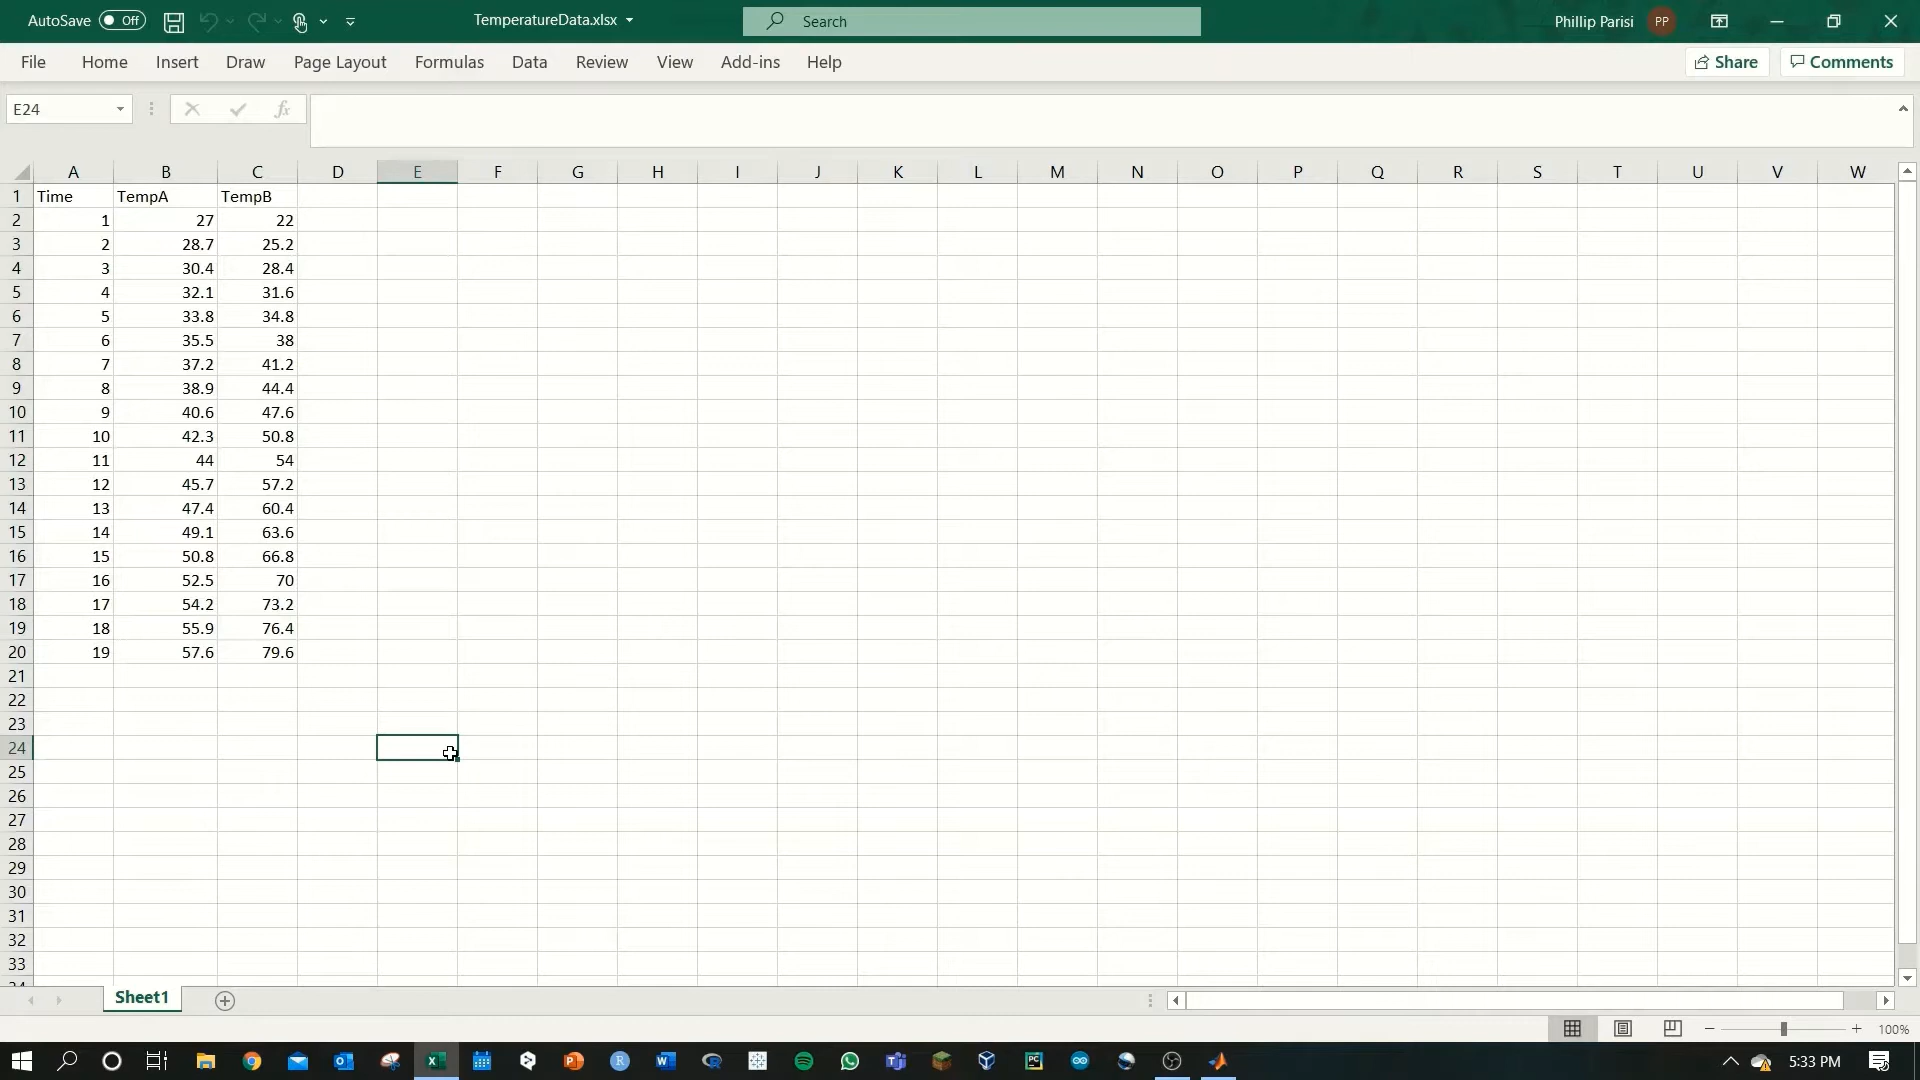 AutoSave Off TemperatureData.xlsx Search Phillip Parisi PP
File Home Insert Draw Page Layout Formulas Data Review View Add-ins Help Share Comments
E24 fx
A B C D E F G H I J K L M N O P Q R S T U V W
1 Time TempA TempB
2 1 27 22
3 2 28.7 25.2
4 3 30.4 28.4
5 4 32.1 31.6
6 5 33.8 34.8
7 6 35.5 38
8 7 37.2 41.2
9 8 38.9 44.4
10 9 40.6 47.6
11 10 42.3 50.8
12 11 44 54
13 12 45.7 57.2
14 13 47.4 60.4
15 14 49.1 63.6
16 15 50.8 66.8
17 16 52.5 70
18 17 54.2 73.2
19 18 55.9 76.4
20 19 57.6 79.6
21
22
23
24
25
26
27
28
29
30
31
32
33
Sheet1
100%
5:33 PM